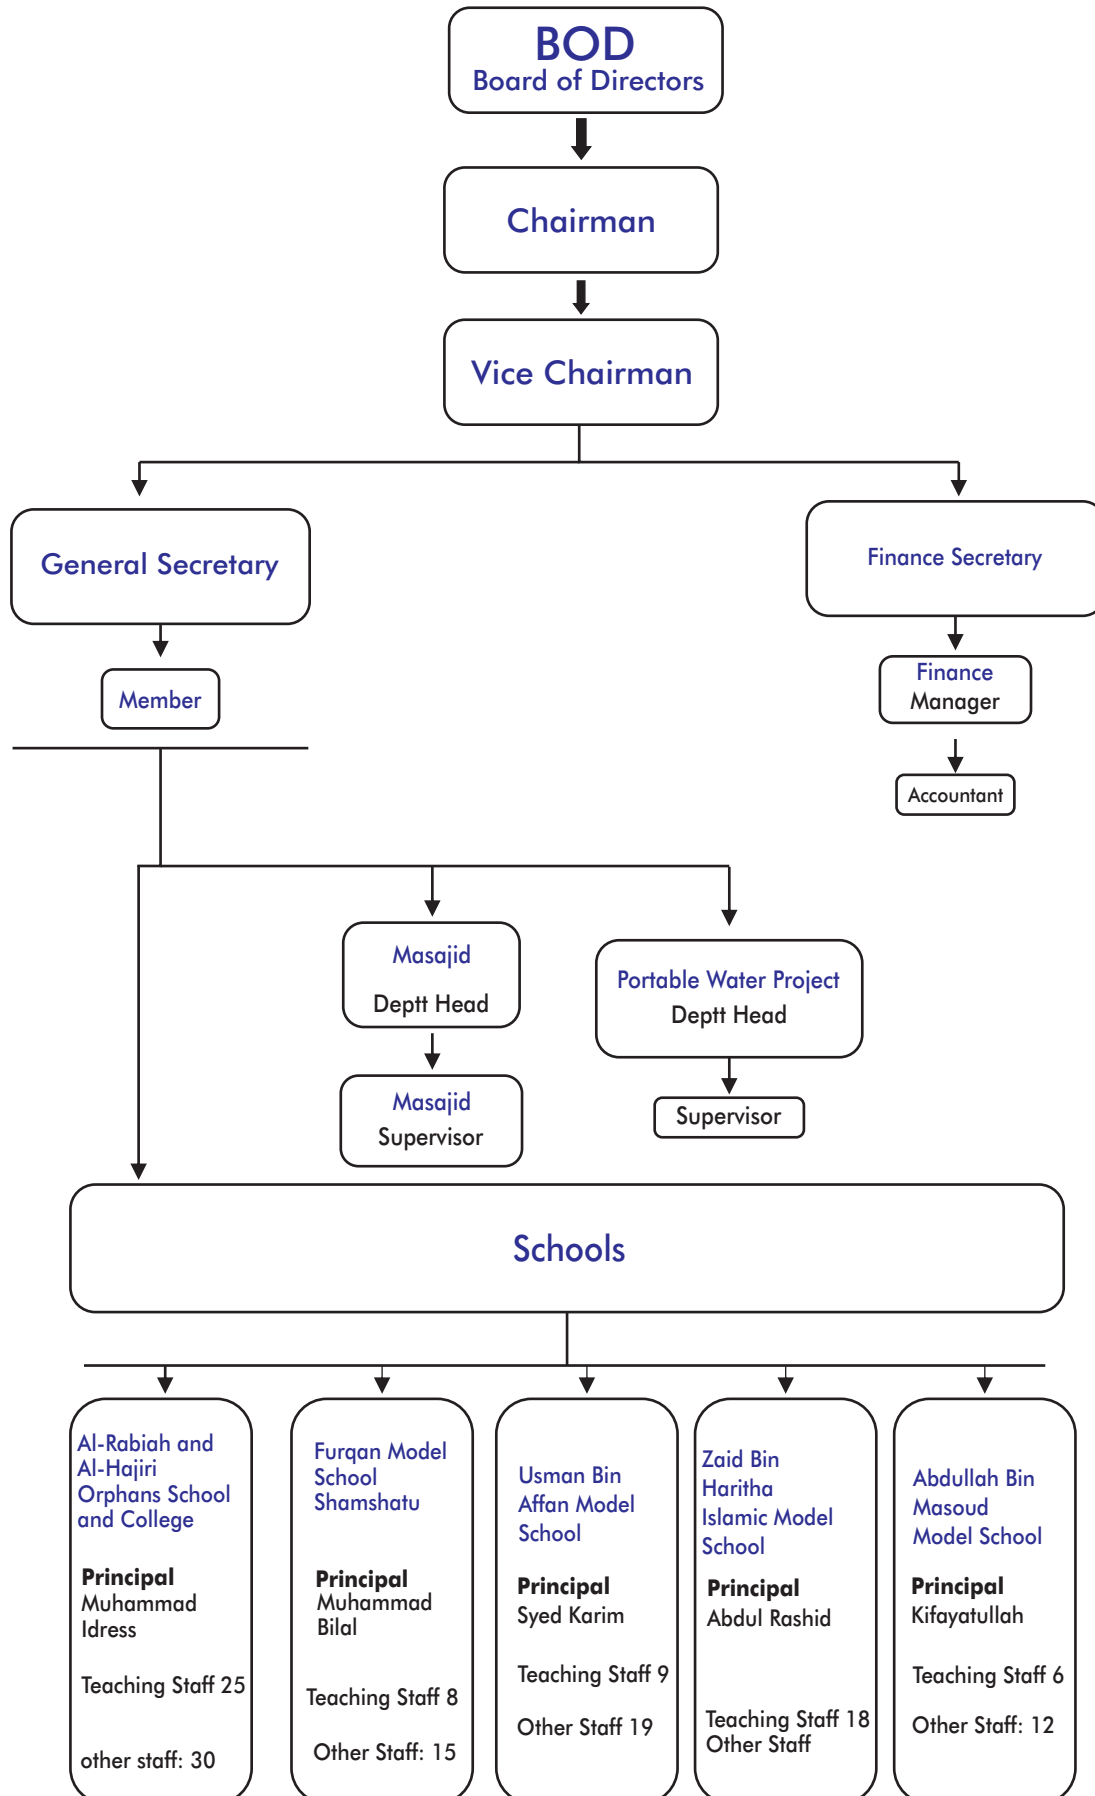 BOD
Board of Directors
Chairman
Vice Chairman
General Secretary
Finance Secretary
Member
Finance
Manager
Accountant
Masajid
Deptt Head
Portable Water Project
Deptt Head
Masajid
Supervisor
Supervisor
Schools
Al-Rabiah and
Al-Hajiri
Orphans School
and College
Principal
Muhammad
Idress
Teaching Staff 25
other staff: 30
Furqan Model
School
Shamshatu
Principal
Muhammad
Bilal
Teaching Staff 8
Other Staff: 15
Usman Bin
Affan Model
School
Principal
Syed Karim
Teaching Staff 9
Other Staff 19
Zaid Bin
Haritha
Islamic Model
School
Principal
Abdul Rashid
Teaching Staff 18
Other Staff
Abdullah Bin
Masoud
Model School
Principal
Kifayatullah
Teaching Staff 6
Other Staff: 12